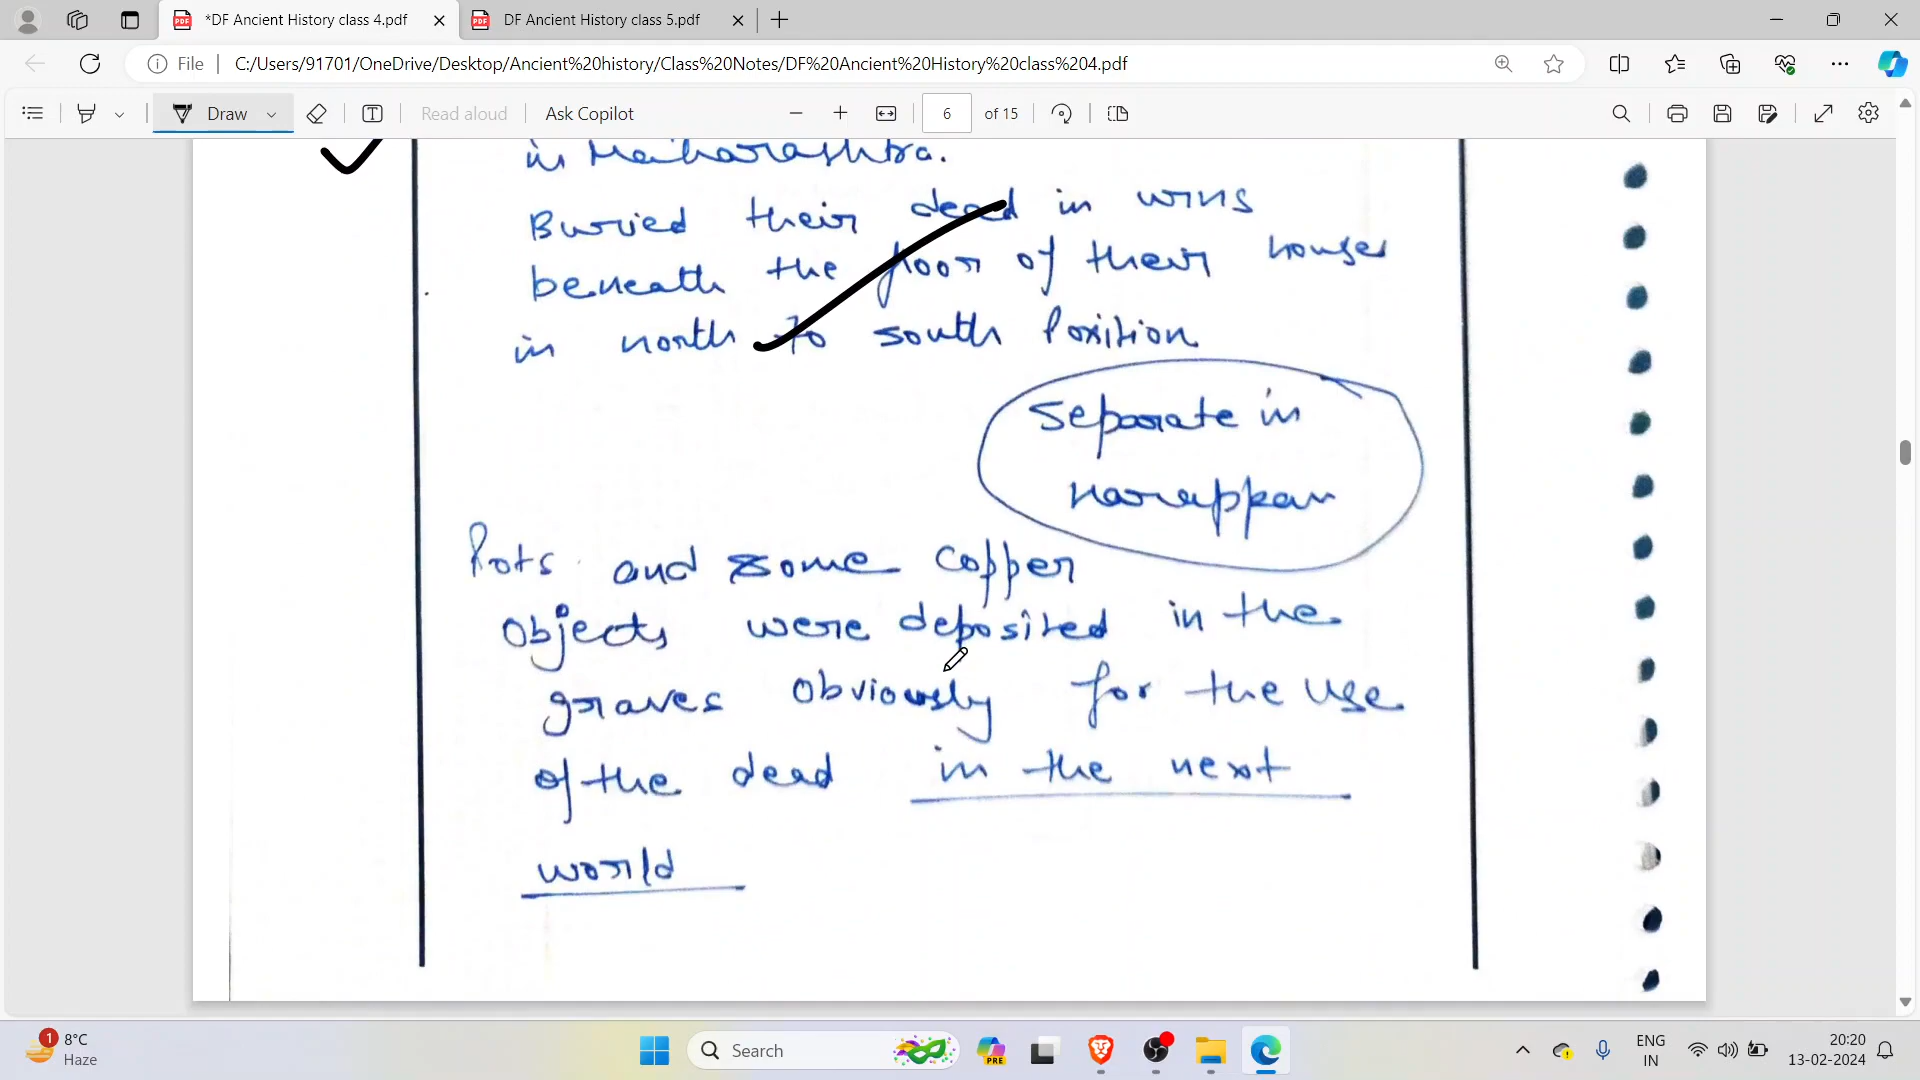 *DF Ancient History class 4.pdf
DF Ancient History class 5.pdf
File
C:/Users/91701/OneDrive/Desktop/Ancient%20history/Class%20Notes/DF%20Ancient%20History%20class%204.pdf
Draw
Read aloud
Ask Copilot
6 of 15
in Maharashtra.
Buried their dead in urns
beneath the floor of their houses
in north to south Position
Separate in
harappan
Pots and some copper
objects were deposited in the
graves obviously for the use
of the dead in the next
world
1
8°C
Haze
Search
PRE
ENG
IN
20:20
13-02-2024